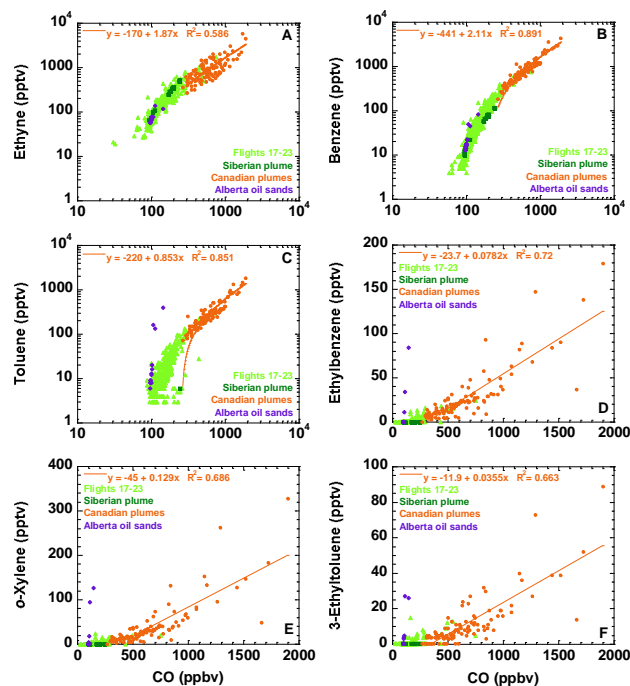 y = -170 + 1.87x R² = 0.586
A
10⁴
1000
100
10
1
10
100
1000
10⁴
Ethyne (pptv)
Flights 17-23
Siberian plume
Canadian plumes
Alberta oil sands
y = -441 + 2.11x R² = 0.891
B
10⁴
1000
100
10
1
10
100
1000
10⁴
Benzene (pptv)
Flights 17-23
Siberian plume
Canadian plumes
Alberta oil sands
y = -220 + 0.853x R² = 0.851
C
10⁴
1000
100
10
1
10
100
1000
10⁴
Toluene (pptv)
Flights 17-23
Siberian plume
Canadian plumes
Alberta oil sands
y = -23.7 + 0.0782x R² = 0.72
Flights 17-23
Siberian plume
Canadian plumes
Alberta oil sands
D
200
150
100
50
0
0
500
1000
1500
2000
Ethylbenzene (pptv)
y = -45 + 0.129x R² = 0.686
Flights 17-23
Siberian plume
Canadian plumes
Alberta oil sands
E
400
300
200
100
0
0
500
1000
1500
2000
o-Xylene (pptv)
CO (ppbv)
y = -11.9 + 0.0355x R² = 0.663
Flights 17-23
Siberian plume
Canadian plumes
Alberta oil sands
F
100
80
60
40
20
0
0
500
1000
1500
2000
3-Ethyltoluene (pptv)
CO (ppbv)